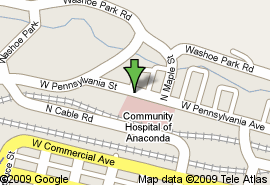 Washoe Park Rd
Washoe Park
Washoe Park Rd
N Maple St
W Pennsylvania St
W Pennsylvania Ave
N Cable Rd
Community
Hospital of
Anaconda
W Commercial Ave
©2009 Google
Map data ©2009 Tele Atlas